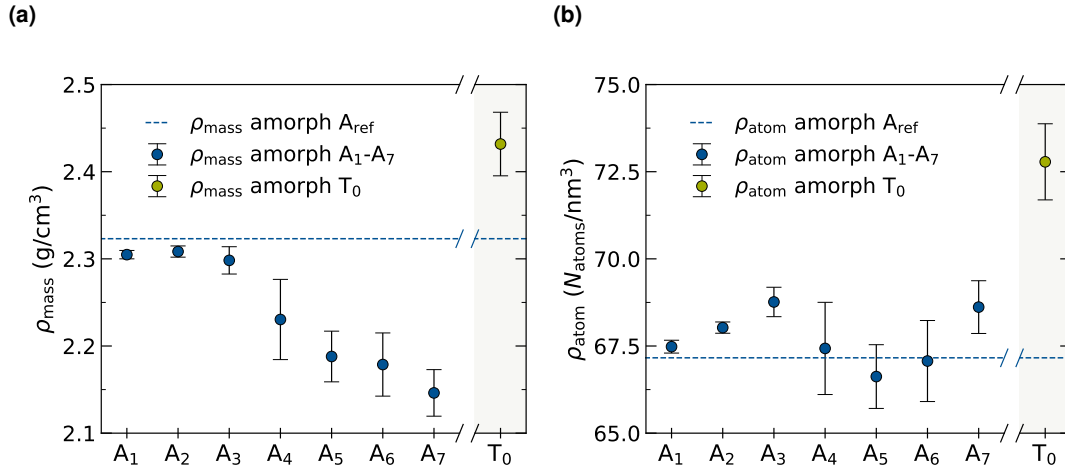 (a)
2.5
2.4
2.3
2.2
2.1
ρmass (g/cm³)
ρmass amorph Aref
ρmass amorph A₁-A₇
ρmass amorph T₀
A₁ A₂ A₃ A₄ A₅ A₆ A₇ T₀
(b)
75.0
72.5
70.0
67.5
65.0
ρatom (Natoms/nm³)
ρatom amorph Aref
ρatom amorph A₁-A₇
ρatom amorph T₀
A₁ A₂ A₃ A₄ A₅ A₆ A₇ T₀